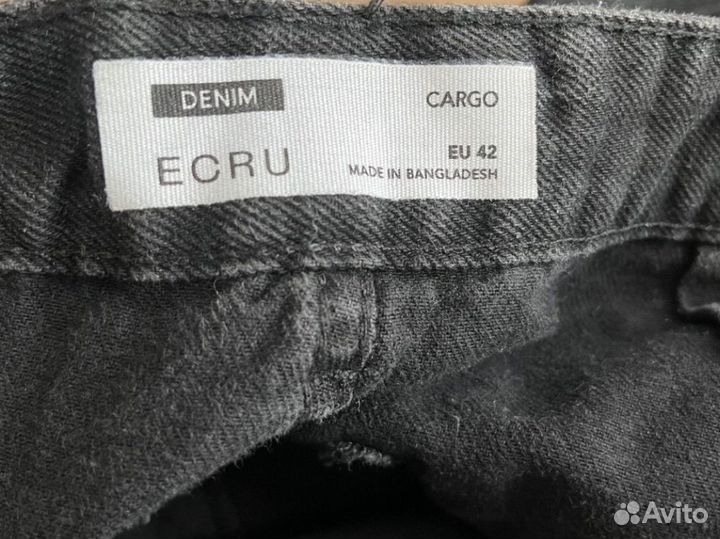 DENIM
CARGO
ECRU
EU 42
MADE IN BANGLADESH
Avito